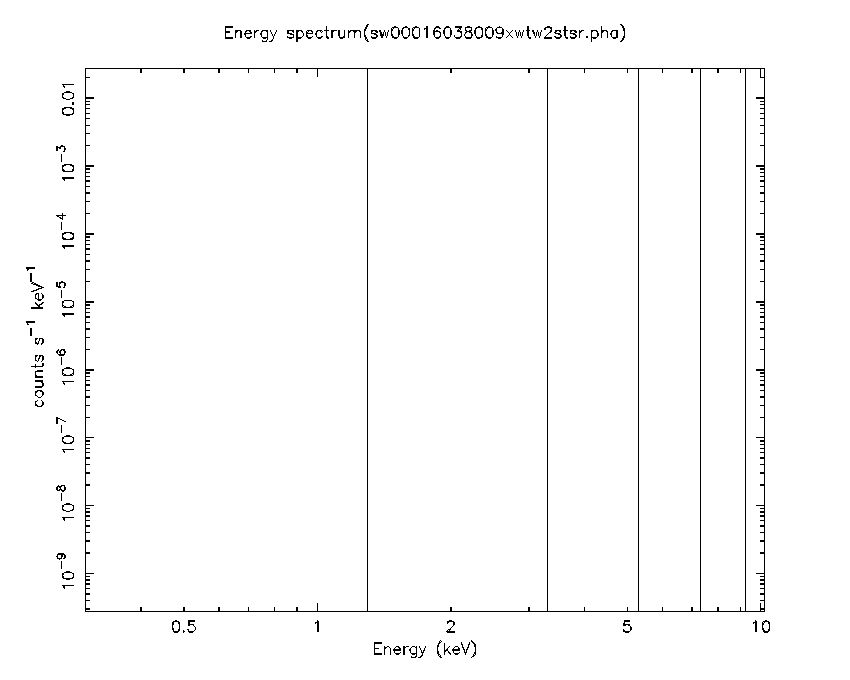 Energy spectrum(sw00016038009xwtw2stsr.pha)
counts s⁻¹ keV⁻¹
0.01
10⁻³
10⁻⁴
10⁻⁵
10⁻⁶
10⁻⁷
10⁻⁸
10⁻⁹
0.5 1 2 5 10
Energy (keV)